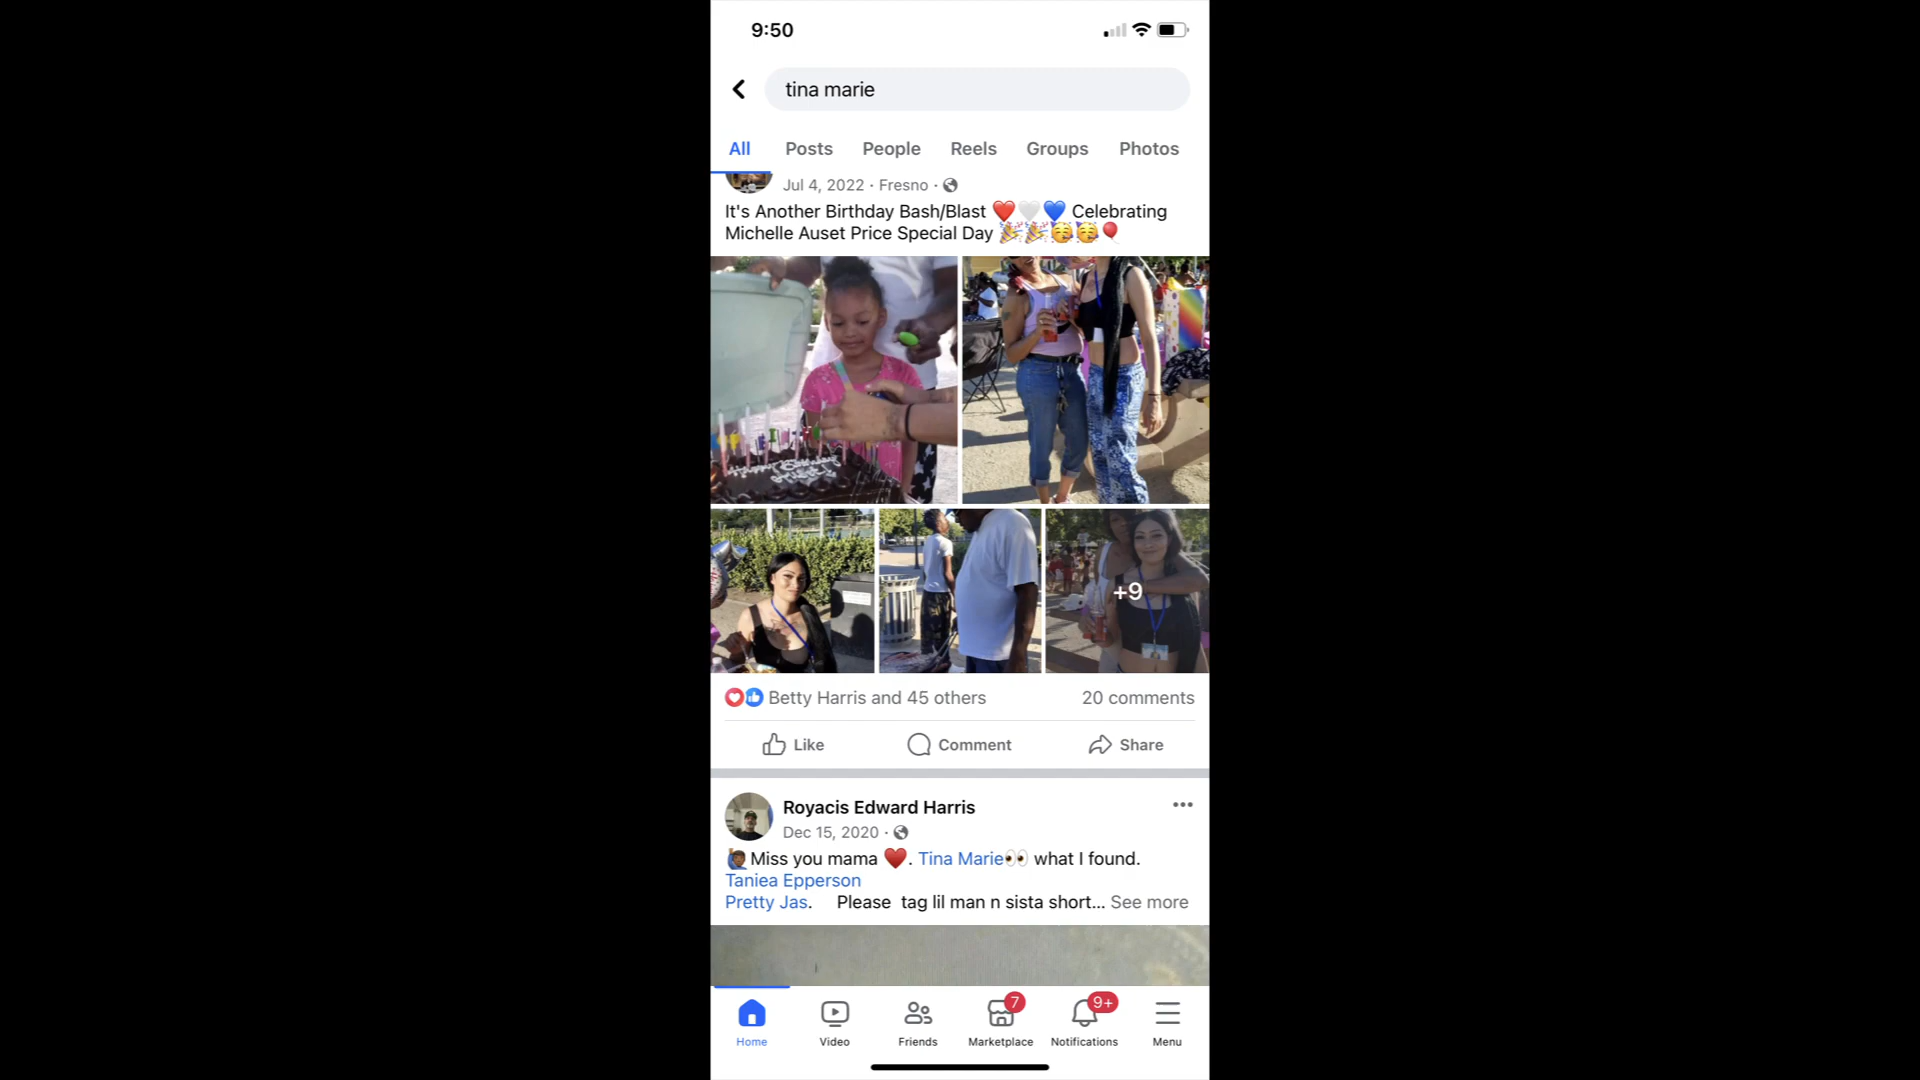 9:50
tina marie
All Posts People Reels Groups Photos
Jul 4, 2022 · Fresno ·
It's Another Birthday Bash/Blast ❤️🤍💙 Celebrating
Michelle Auset Price Special Day 🎉🎉🥳🥳🎈
+9
Betty Harris and 45 others 20 comments
Like Comment Share
Royacis Edward Harris
Dec 15, 2020 ·
🙋🏾‍♂️Miss you mama ♥️. Tina Marie👀 what I found.
Taniea Epperson
Pretty Jas. Please tag lil man n sista short... See more
7 9+
Home Video Friends Marketplace Notifications Menu